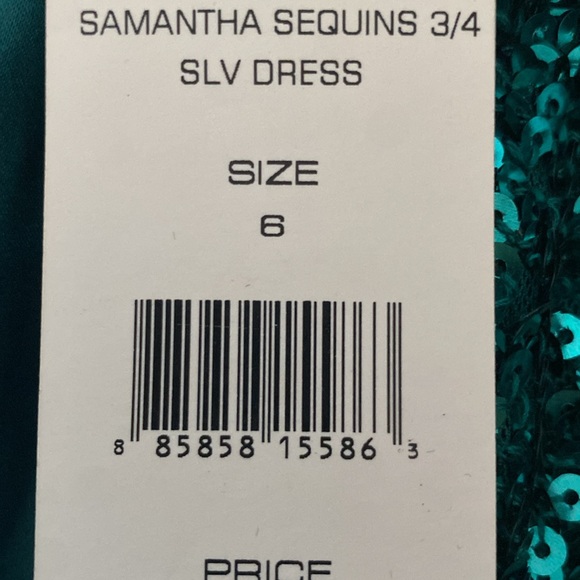 SAMANTHA SEQUINS 3/4
SLV DRESS
SIZE
6
8 85858 15586 3
PRICE